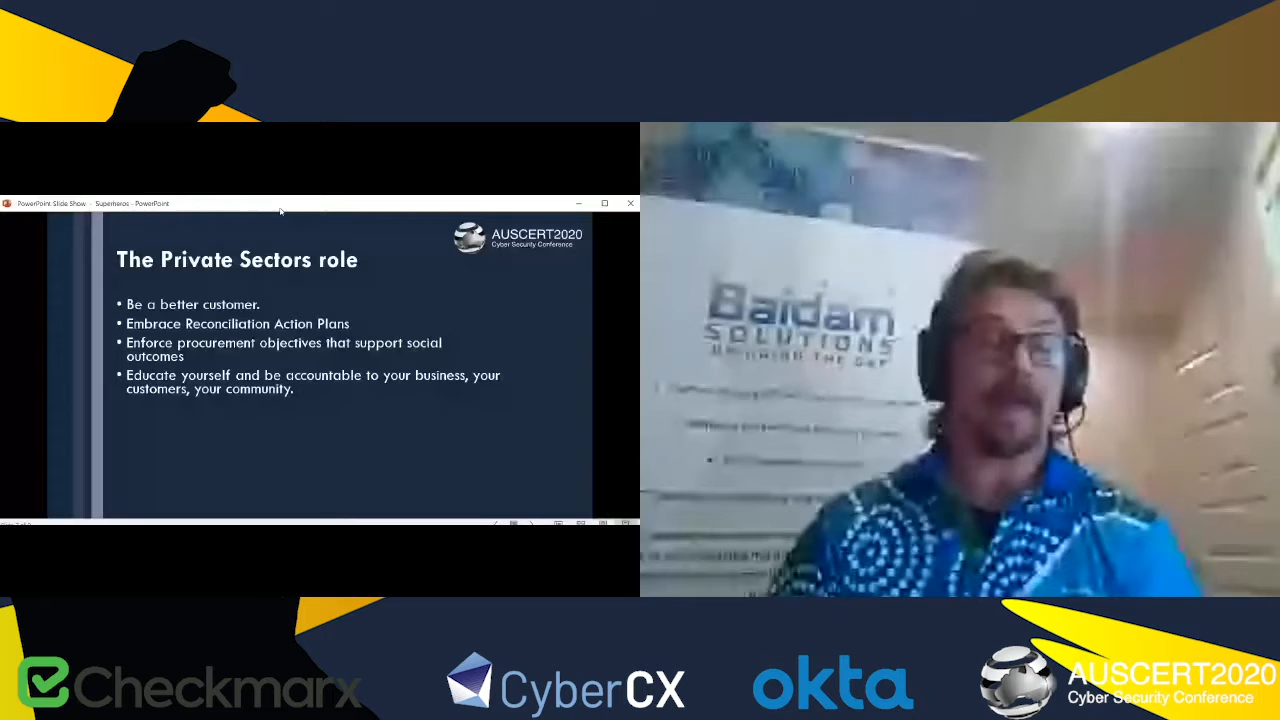 PowerPoint Slide Show - Superheros - PowerPoint
AUSCERT2020
Cyber Security Conference
The Private Sectors role
• Be a better customer.
• Embrace Reconciliation Action Plans
• Enforce procurement objectives that support social
outcomes
• Educate yourself and be accountable to your business, your
customers, your community.
Baidam
SOLUTIONS
THE GAP
Checkmarx
CyberCX
okta
AUSCERT2020
Cyber Security Conference